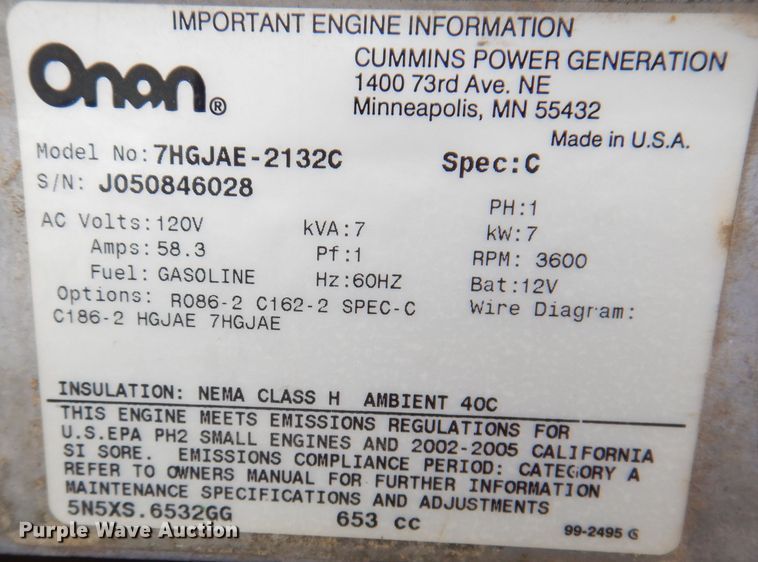 IMPORTANT ENGINE INFORMATION
Onan®
CUMMINS POWER GENERATION
1400 73rd Ave. NE
Minneapolis, MN 55432
Made in U.S.A.
Model No:7HGJAE-2132C Spec:C
S/N: J050846028
PH:1
AC Volts:120V kVA:7 kW:7
Amps:58.3 Pf:1 RPM: 3600
Fuel:GASOLINE Hz:60HZ Bat:12V
Options: R086-2 C162-2 SPEC-C Wire Diagram:
C186-2 HGJAE 7HGJAE
INSULATION: NEMA CLASS H AMBIENT 40C
THIS ENGINE MEETS EMISSIONS REGULATIONS FOR
U.S.EPA PH2 SMALL ENGINES AND 2002-2005 CALIFORNIA
SI SORE. EMISSIONS COMPLIANCE PERIOD: CATEGORY A
REFER TO OWNERS MANUAL FOR FURTHER INFORMATION
MAINTENANCE SPECIFICATIONS AND ADJUSTMENTS
5N5XS.6532GG 653 cc
99-2495 G
Purple Wave Auction